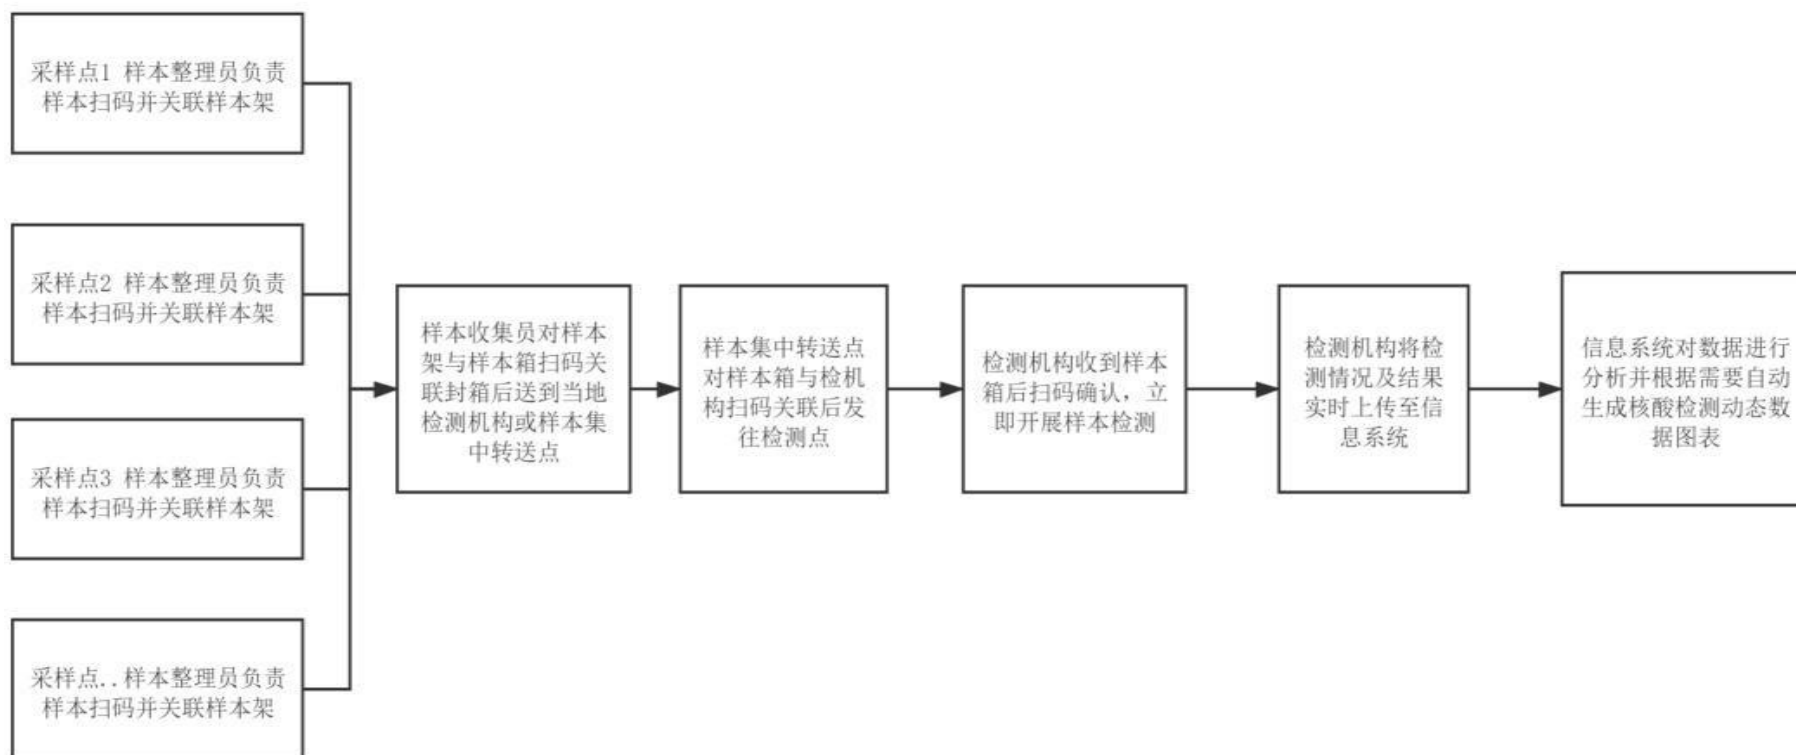 采样点1 样本整理员负责
样本扫码并关联样本架
采样点2 样本整理员负责
样本扫码并关联样本架
采样点3 样本整理员负责
样本扫码并关联样本架
采样点..样本整理员负责
样本扫码并关联样本架
样本收集员对样本
架与样本箱扫码关
联封箱后送到当地
检测机构或样本集
中转送点
样本集中转送点
对样本箱与检机
构扫码关联后发
往检测点
检测机构收到样本
箱后扫码确认，立
即开展样本检测
检测机构将检
测情况及结果
实时上传至信
息系统
信息系统对数据进行
分析并根据需要自动
生成核酸检测动态数
据图表